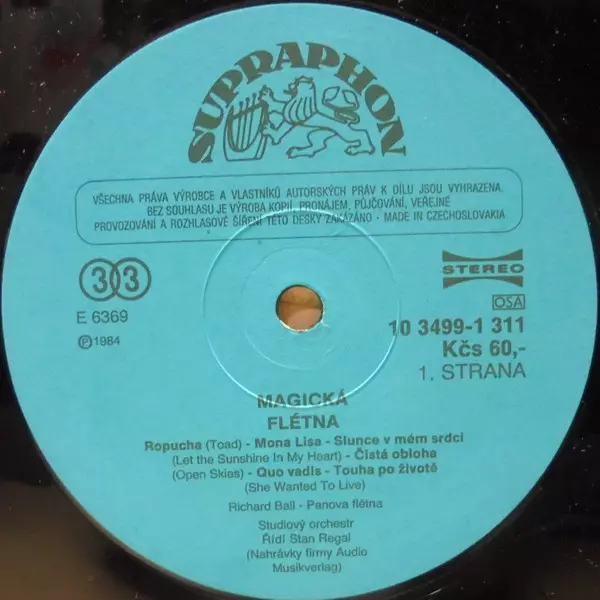 SUPRAPHON
VŠECHNA PRÁVA VÝROBCE A VLASTNÍKŮ AUTORSKÝCH PRÁV K DÍLU JSOU VYHRAZENA.
BEZ SOUHLASU JE VÝROBA KOPIÍ, PRONÁJEM, PŮJČOVÁNÍ, VEŘEJNÉ
PROVOZOVÁNÍ A ROZHLASOVÉ ŠÍŘENÍ TÉTO DESKY ZAKÁZÁNO · MADE IN CZECHOSLOVAKIA
33
STEREO
OSA
E 6369
10 3499-1 311
Ⓟ1984
Kčs 60,-
1. STRANA
MAGICKÁ
FLÉTNA
Ropucha (Toad) - Mona Lisa - Slunce v mém srdci
(Let the Sunshine In My Heart) - Čistá obloha
(Open Skies) - Quo vadis - Touha po životě
(She Wanted To Live)
Richard Ball - Panova flétna
Studiový orchestr
Řídí Stan Regal
(Nahrávky firmy Audio
Musikverlag)